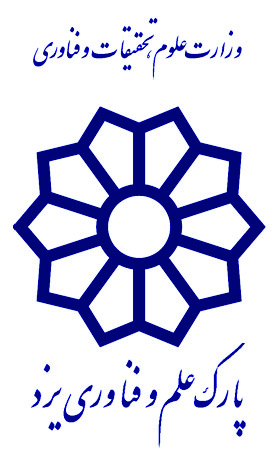 وزارت علوم، تحقیقات و فناوری
پارک علم و فناوری یزد